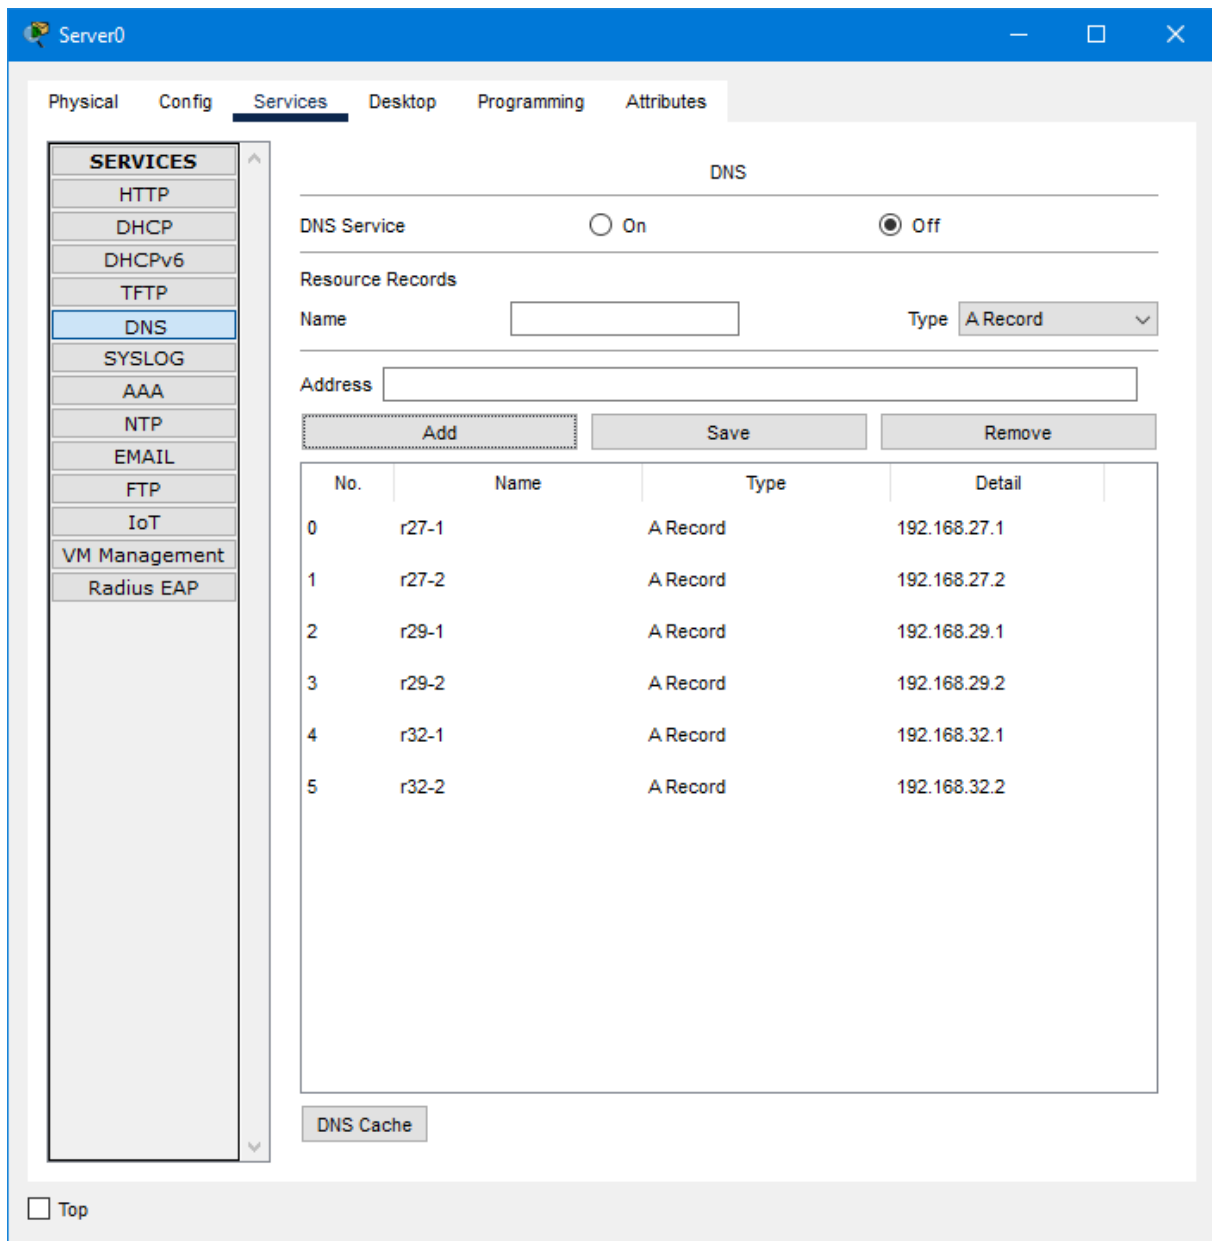 Server0
Physical Config Services Desktop Programming Attributes
SERVICES
HTTP
DHCP
DHCPv6
TFTP
DNS
SYSLOG
AAA
NTP
EMAIL
FTP
IoT
VM Management
Radius EAP
DNS
DNS Service On Off
Resource Records
Name Type A Record
Address
Add Save Remove
No. Name Type Detail
0 r27-1 A Record 192.168.27.1
1 r27-2 A Record 192.168.27.2
2 r29-1 A Record 192.168.29.1
3 r29-2 A Record 192.168.29.2
4 r32-1 A Record 192.168.32.1
5 r32-2 A Record 192.168.32.2
DNS Cache
Top